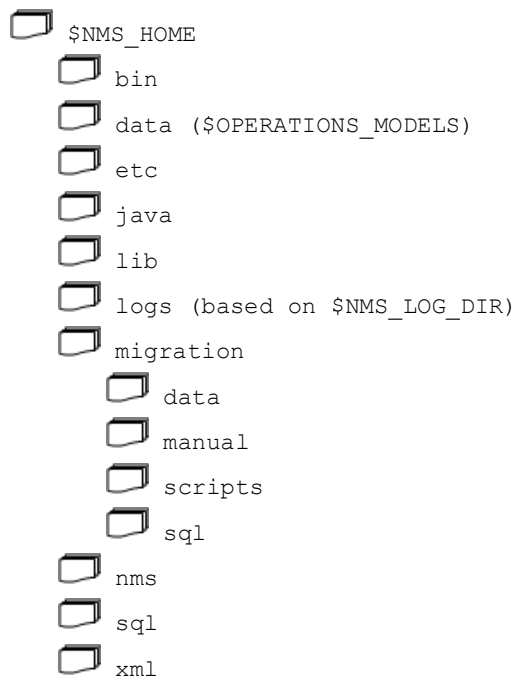 $NMS_HOME
bin
data ($OPERATIONS_MODELS)
etc
java
lib
logs (based on $NMS_LOG_DIR)
migration
data
manual
scripts
sql
nms
sql
xml